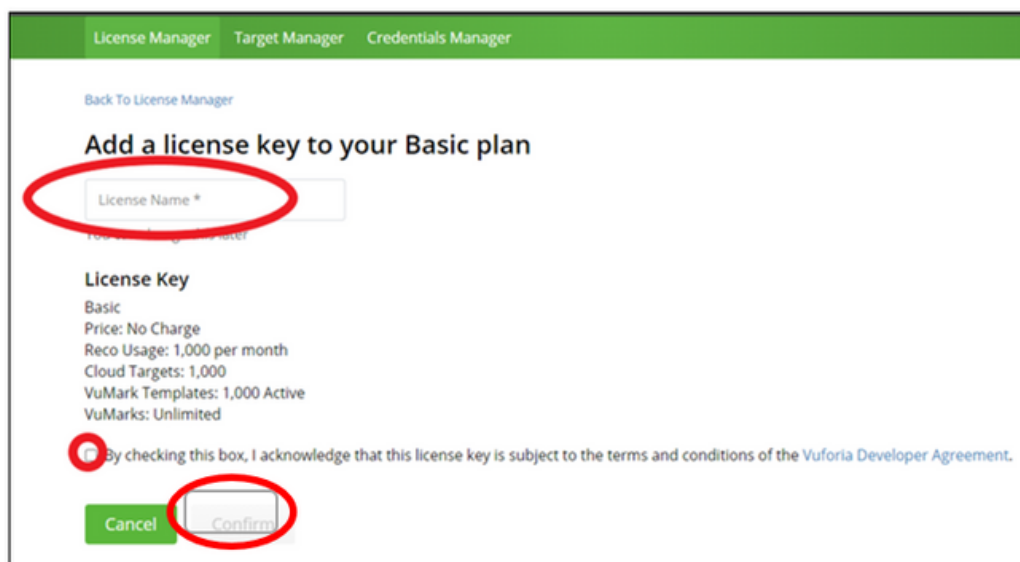 License Manager Target Manager Credentials Manager
Back To License Manager
Add a license key to your Basic plan
License Name *
later
License Key
Basic
Price: No Charge
Reco Usage: 1,000 per month
Cloud Targets: 1,000
VuMark Templates: 1,000 Active
VuMarks: Unlimited
By checking this box, I acknowledge that this license key is subject to the terms and conditions of the Vuforia Developer Agreement.
Cancel Confirm